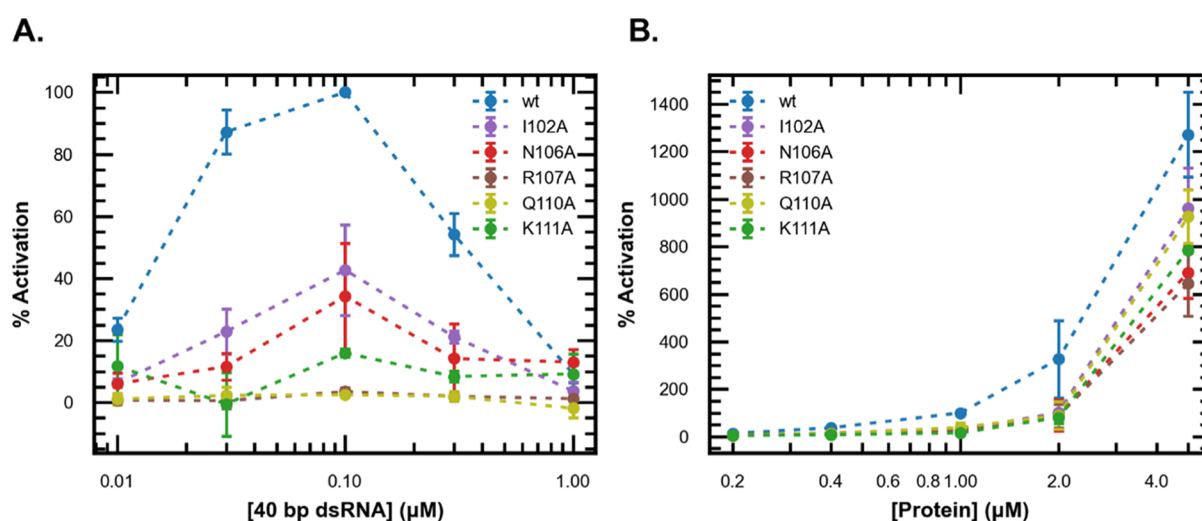 A.
% Activation
100
80
60
40
20
0
wt
I102A
N106A
R107A
Q110A
K111A
0.01
0.10
1.00
[40 bp dsRNA] (µM)
B.
% Activation
1400
1200
1000
800
600
400
200
0
wt
I102A
N106A
R107A
Q110A
K111A
0.2
0.4
0.6
0.8
1.00
2.0
4.0
[Protein] (µM)